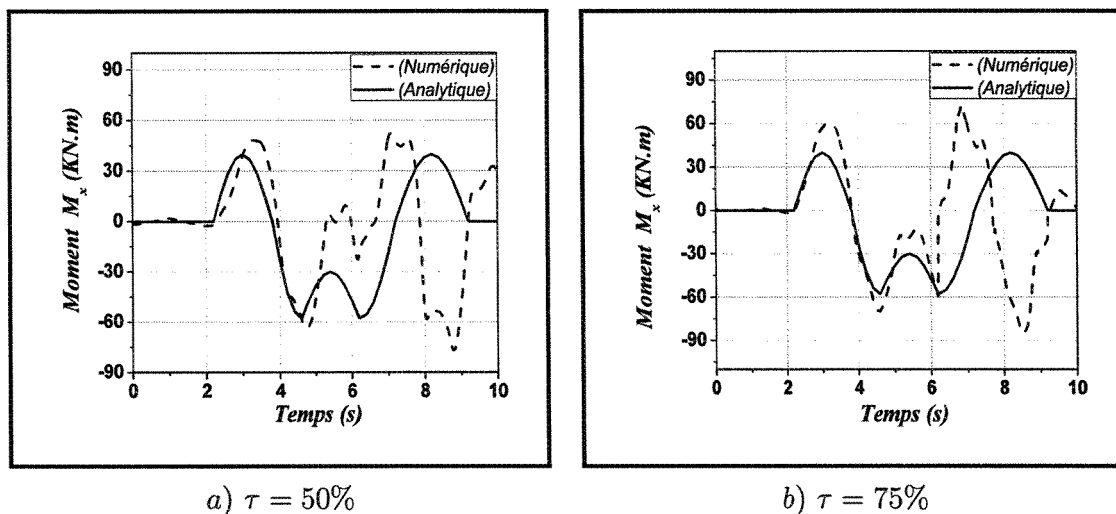 (Numérique)
(Analytique)
90
60
30
0
-30
-60
-90
Moment M_x (KN.m)
0 2 4 6 8 10
Temps (s)
a) τ = 50%
(Numérique)
(Analytique)
90
60
30
0
-30
-60
-90
Moment M_x (KN.m)
0 2 4 6 8 10
Temps (s)
b) τ = 75%